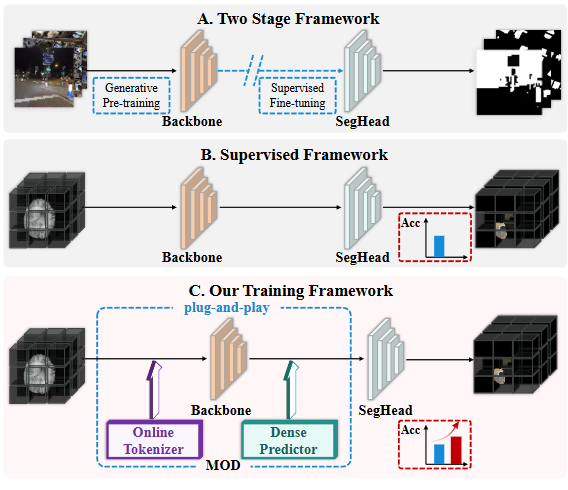 A. Two Stage Framework
Generative
Pre-training
Supervised
Fine-tuning
Backbone
SegHead
B. Supervised Framework
Backbone
SegHead
Acc
C. Our Training Framework
plug-and-play
Backbone
SegHead
Online
Tokenizer
Dense
Predictor
MOD
Acc